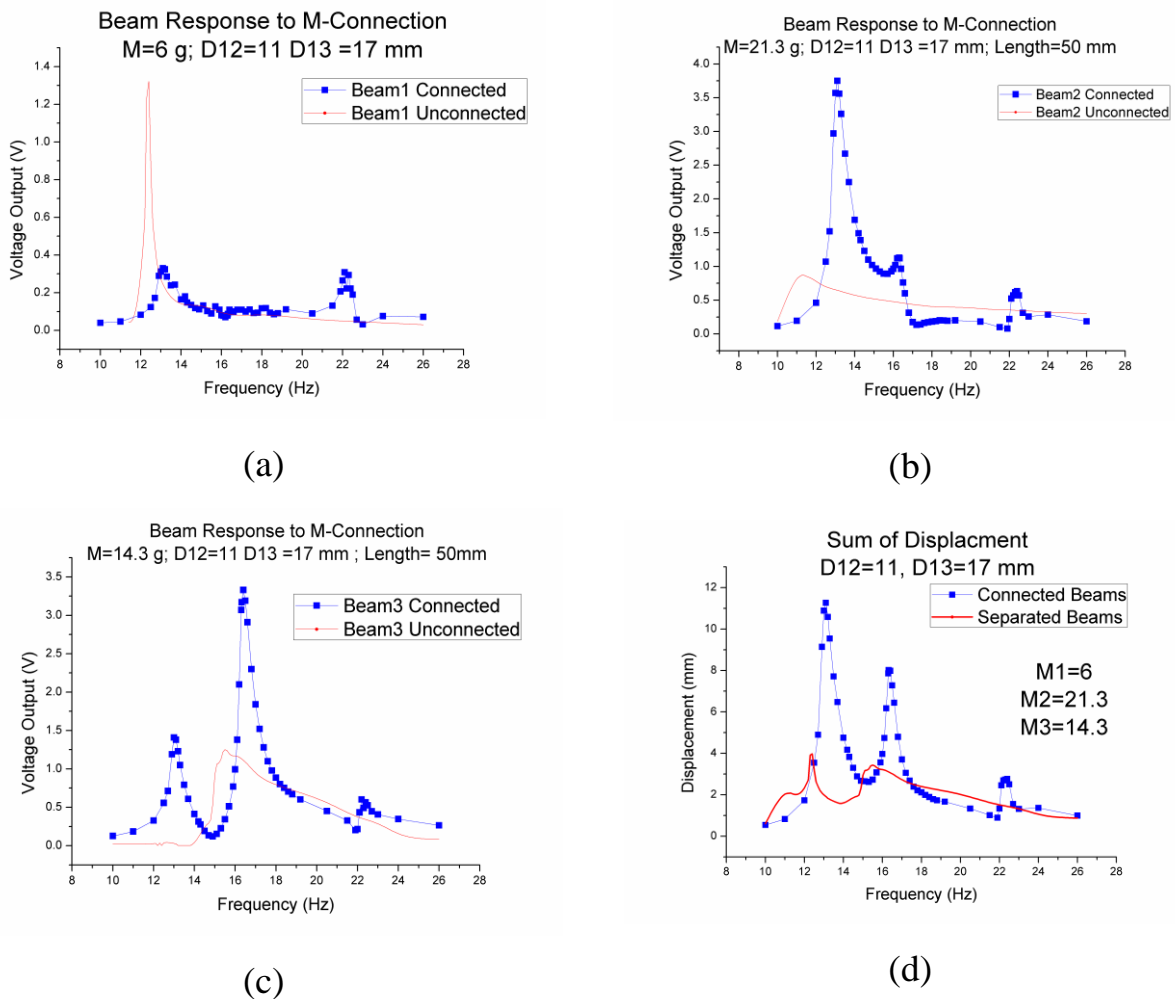 Beam Response to M-Connection
M=6 g; D12=11 D13 =17 mm
Beam1 Connected
Beam1 Unconnected
Voltage Output (V)
1.4
1.2
1.0
0.8
0.6
0.4
0.2
0.0
8 10 12 14 16 18 20 22 24 26 28
Frequency (Hz)
(a)
Beam Response to M-Connection
M=21.3 g; D12=11 D13 =17 mm; Length=50 mm
Beam2 Connected
Beam2 Unconnected
Voltage Output (V)
4.0
3.5
3.0
2.5
2.0
1.5
1.0
0.5
0.0
8 10 12 14 16 18 20 22 24 26 28
Frequency (Hz)
(b)
Beam Response to M-Connection
M=14.3 g; D12=11 D13 =17 mm ; Length= 50mm
Beam3 Connected
Beam3 Unconnected
Voltage Output (V)
3.5
3.0
2.5
2.0
1.5
1.0
0.5
0.0
8 10 12 14 16 18 20 22 24 26 28
Frequency (Hz)
(c)
Sum of Displacment
D12=11, D13=17 mm
Connected Beams
Separated Beams
M1=6
M2=21.3
M3=14.3
Displacement (mm)
12
10
8
6
4
2
0
8 10 12 14 16 18 20 22 24 26 28
Frequency (Hz)
(d)